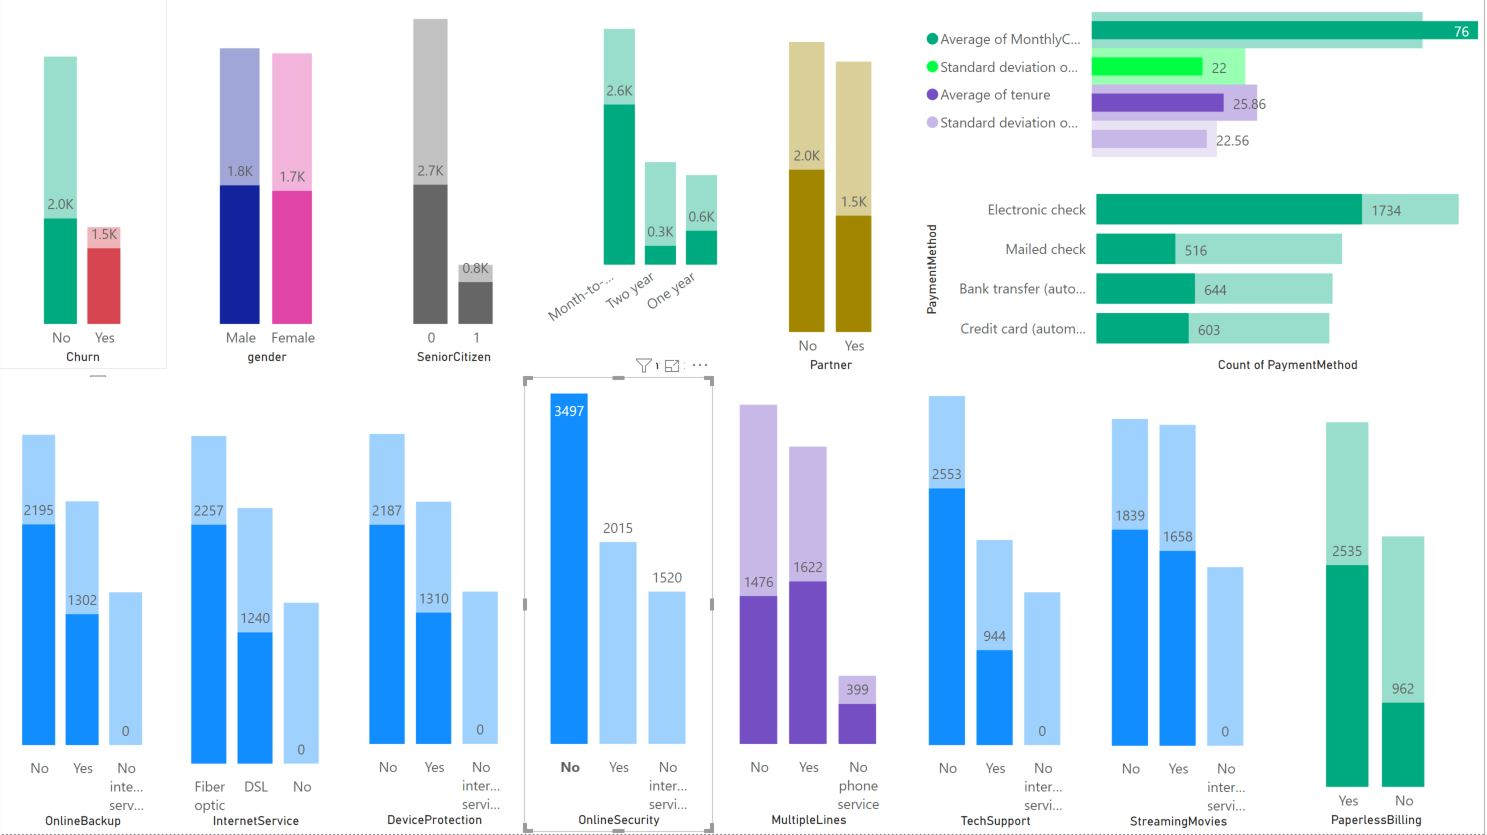 2.0K
1.5K
No Yes
Churn
1.8K
1.7K
Male Female
gender
2.7K
0.8K
0 1
SeniorCitizen
2.6K
0.3K
0.6K
Month-to-...
Two year
One year
2.0K
1.5K
No Yes
Partner
Average of MonthlyC...
Standard deviation o...
Average of tenure
Standard deviation o...
76
22
25.86
22.56
PaymentMethod
Electronic check 1734
Mailed check 516
Bank transfer (auto... 644
Credit card (autom... 603
Count of PaymentMethod
2195
1302
0
No Yes No
inte...
serv...
OnlineBackup
2257
1240
0
Fiber DSL No
optic
InternetService
2187
1310
0
No Yes No
inter...
servi...
DeviceProtection
3497
2015
1520
No Yes No
inter...
servi...
OnlineSecurity
1476
1622
399
No Yes No
phone
service
MultipleLines
2553
944
0
No Yes No
inter...
servi...
TechSupport
1839
1658
0
No Yes No
inter...
servi...
StreamingMovies
2535
962
Yes No
PaperlessBilling